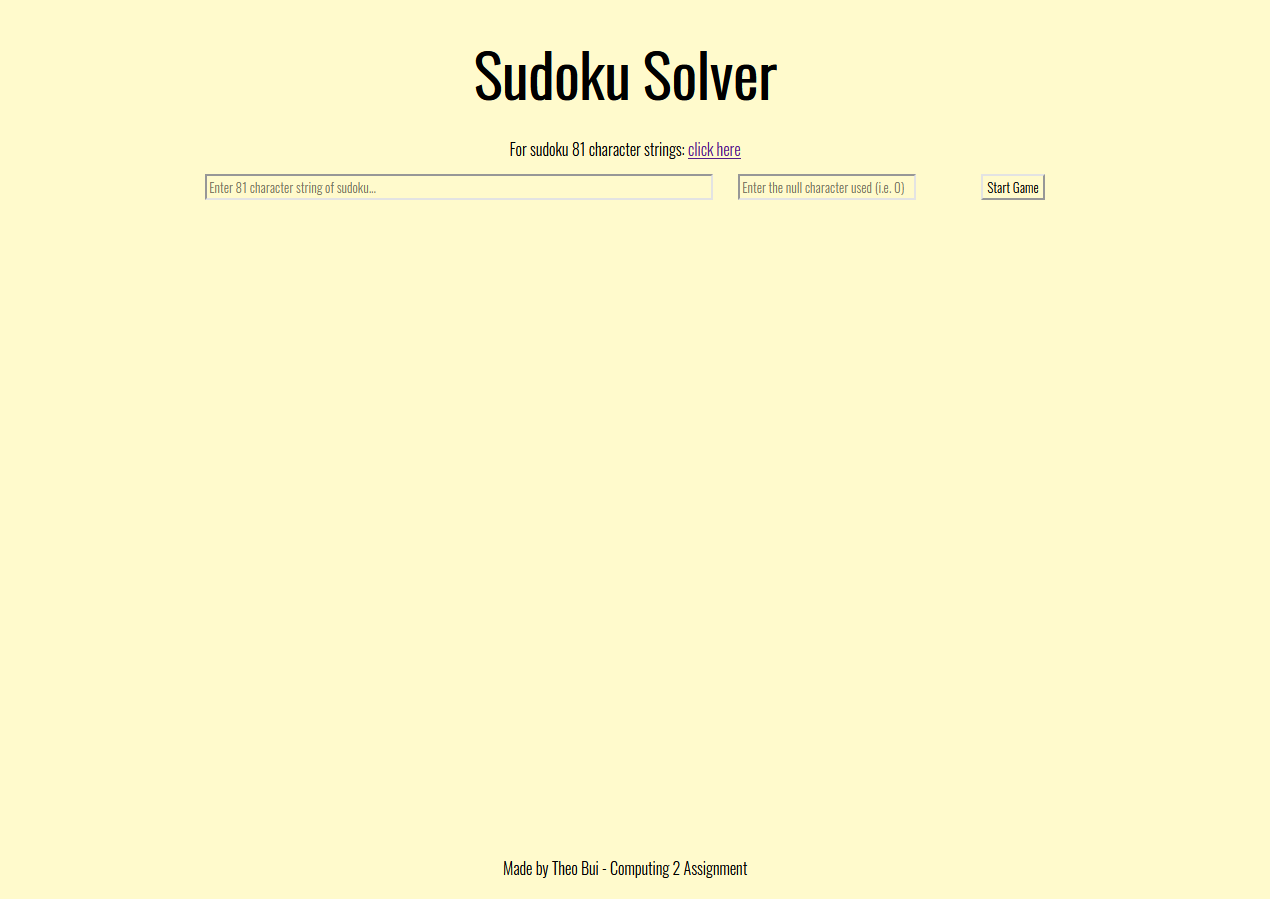 Sudoku Solver
For sudoku 81 character strings: click here
Enter 81 character string of sudoku... Enter the null character used (i.e. 0) Start Game
Made by Theo Bui - Computing 2 Assignment